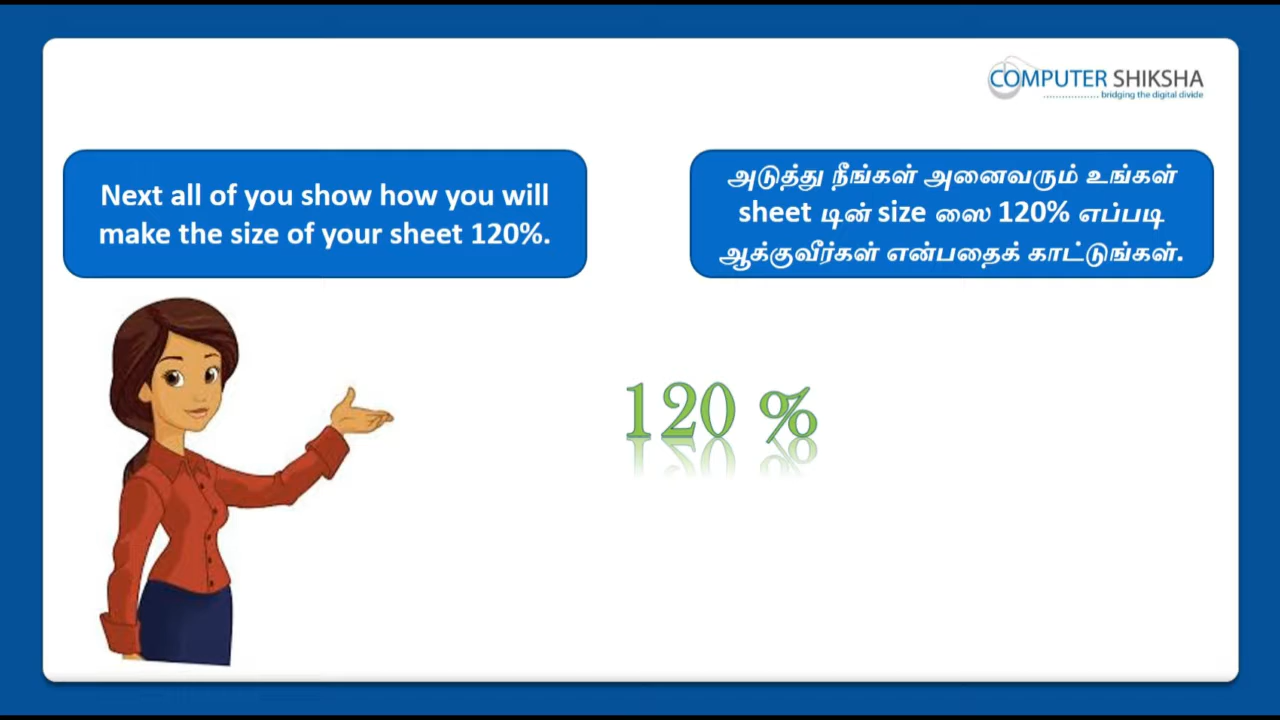 COMPUTER SHIKSHA
bridging the digital divide
Next all of you show how you will
make the size of your sheet 120%.
அடுத்து நீங்கள் அனைவரும் உங்கள்
sheet டின் size ஸை 120% எப்படி
ஆக்குவீர்கள் என்பதைக் காட்டுங்கள்.
120 %